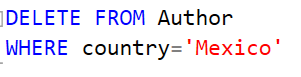 DELETE FROM Author
WHERE country='Mexico'